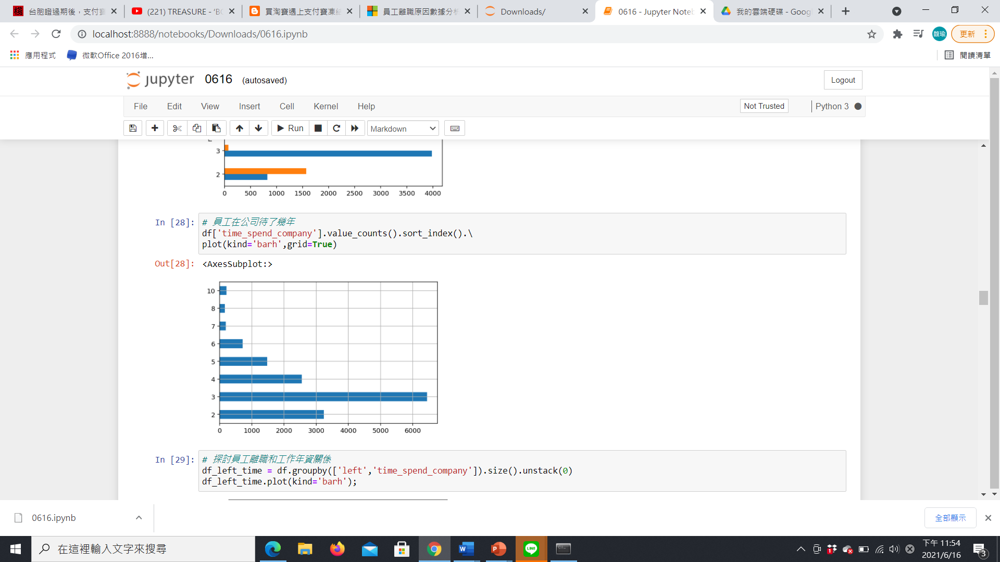 台胞證過期後，支付寶
(221) TREASURE - ‘BO
買淘寶遇上支付寶凍結
員工離職原因數據分析
Downloads/
0616 - Jupyter Noteb
我的雲端硬碟 - Goog
localhost:8888/notebooks/Downloads/0616.ipynb
馥瑜
更新
應用程式
微軟Office 2016增...
閱讀清單
jupyter 0616 (autosaved)
Logout
File Edit View Insert Cell Kernel Help
Not Trusted
Python 3
Run
Markdown
3
2
0 500 1000 1500 2000 2500 3000 3500 4000
In [28]:
# 員工在公司待了幾年
df['time_spend_company'].value_counts().sort_index().\
plot(kind='barh',grid=True)
Out[28]: <AxesSubplot:>
10
8
7
6
5
4
3
2
0 1000 2000 3000 4000 5000 6000
In [29]:
# 探討員工離職和工作年資關係
df_left_time = df.groupby(['left','time_spend_company']).size().unstack(0)
df_left_time.plot(kind='barh');
0616.ipynb
全部顯示
在這裡輸入文字來搜尋
LINE
1
下午 11:54
2021/6/16
3